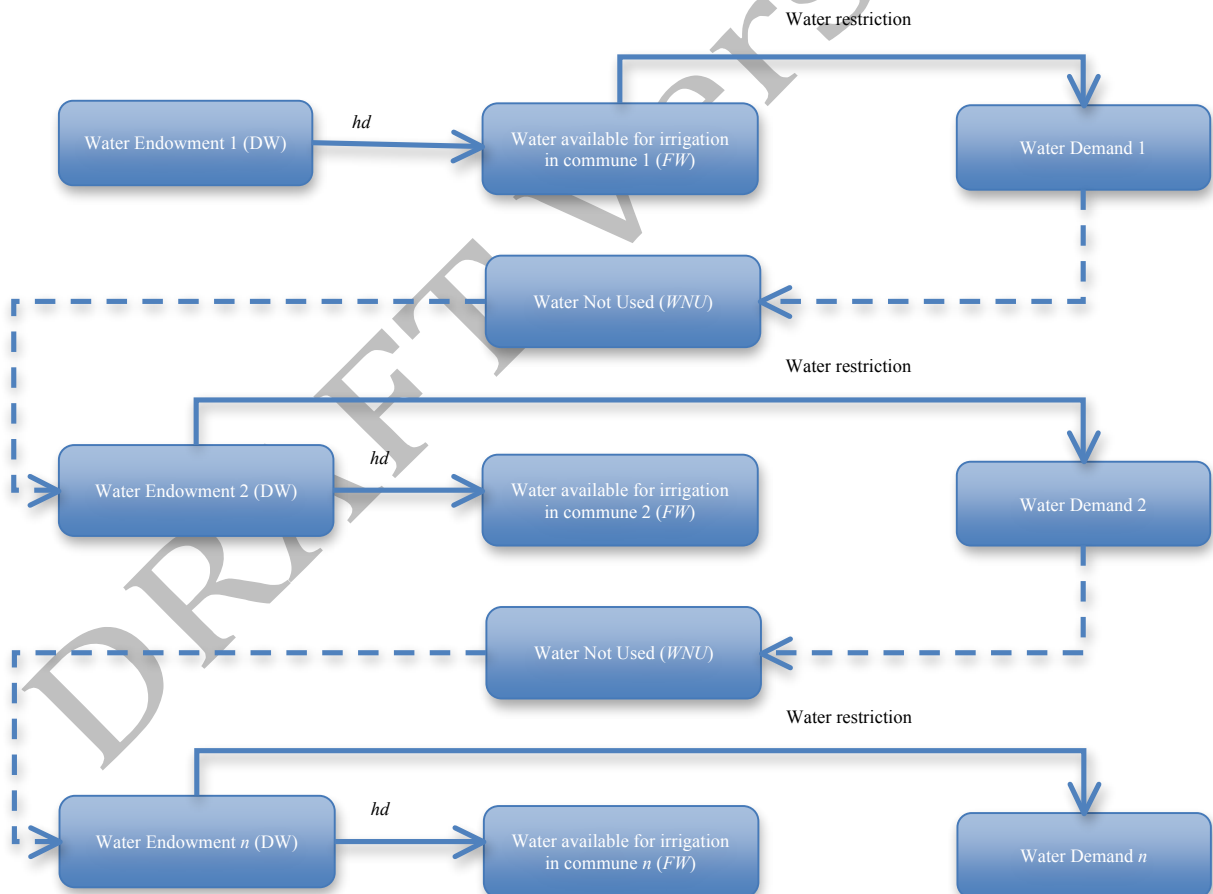 Water restriction
hd
Water Endowment 1 (DW)
Water available for irrigation
in commune 1 (FW)
Water Demand 1
Water Not Used (WNU)
Water restriction
hd
Water Endowment 2 (DW)
Water available for irrigation
in commune 2 (FW)
Water Demand 2
Water Not Used (WNU)
Water restriction
hd
Water Endowment n (DW)
Water available for irrigation
in commune n (FW)
Water Demand n
DRAFT Vers